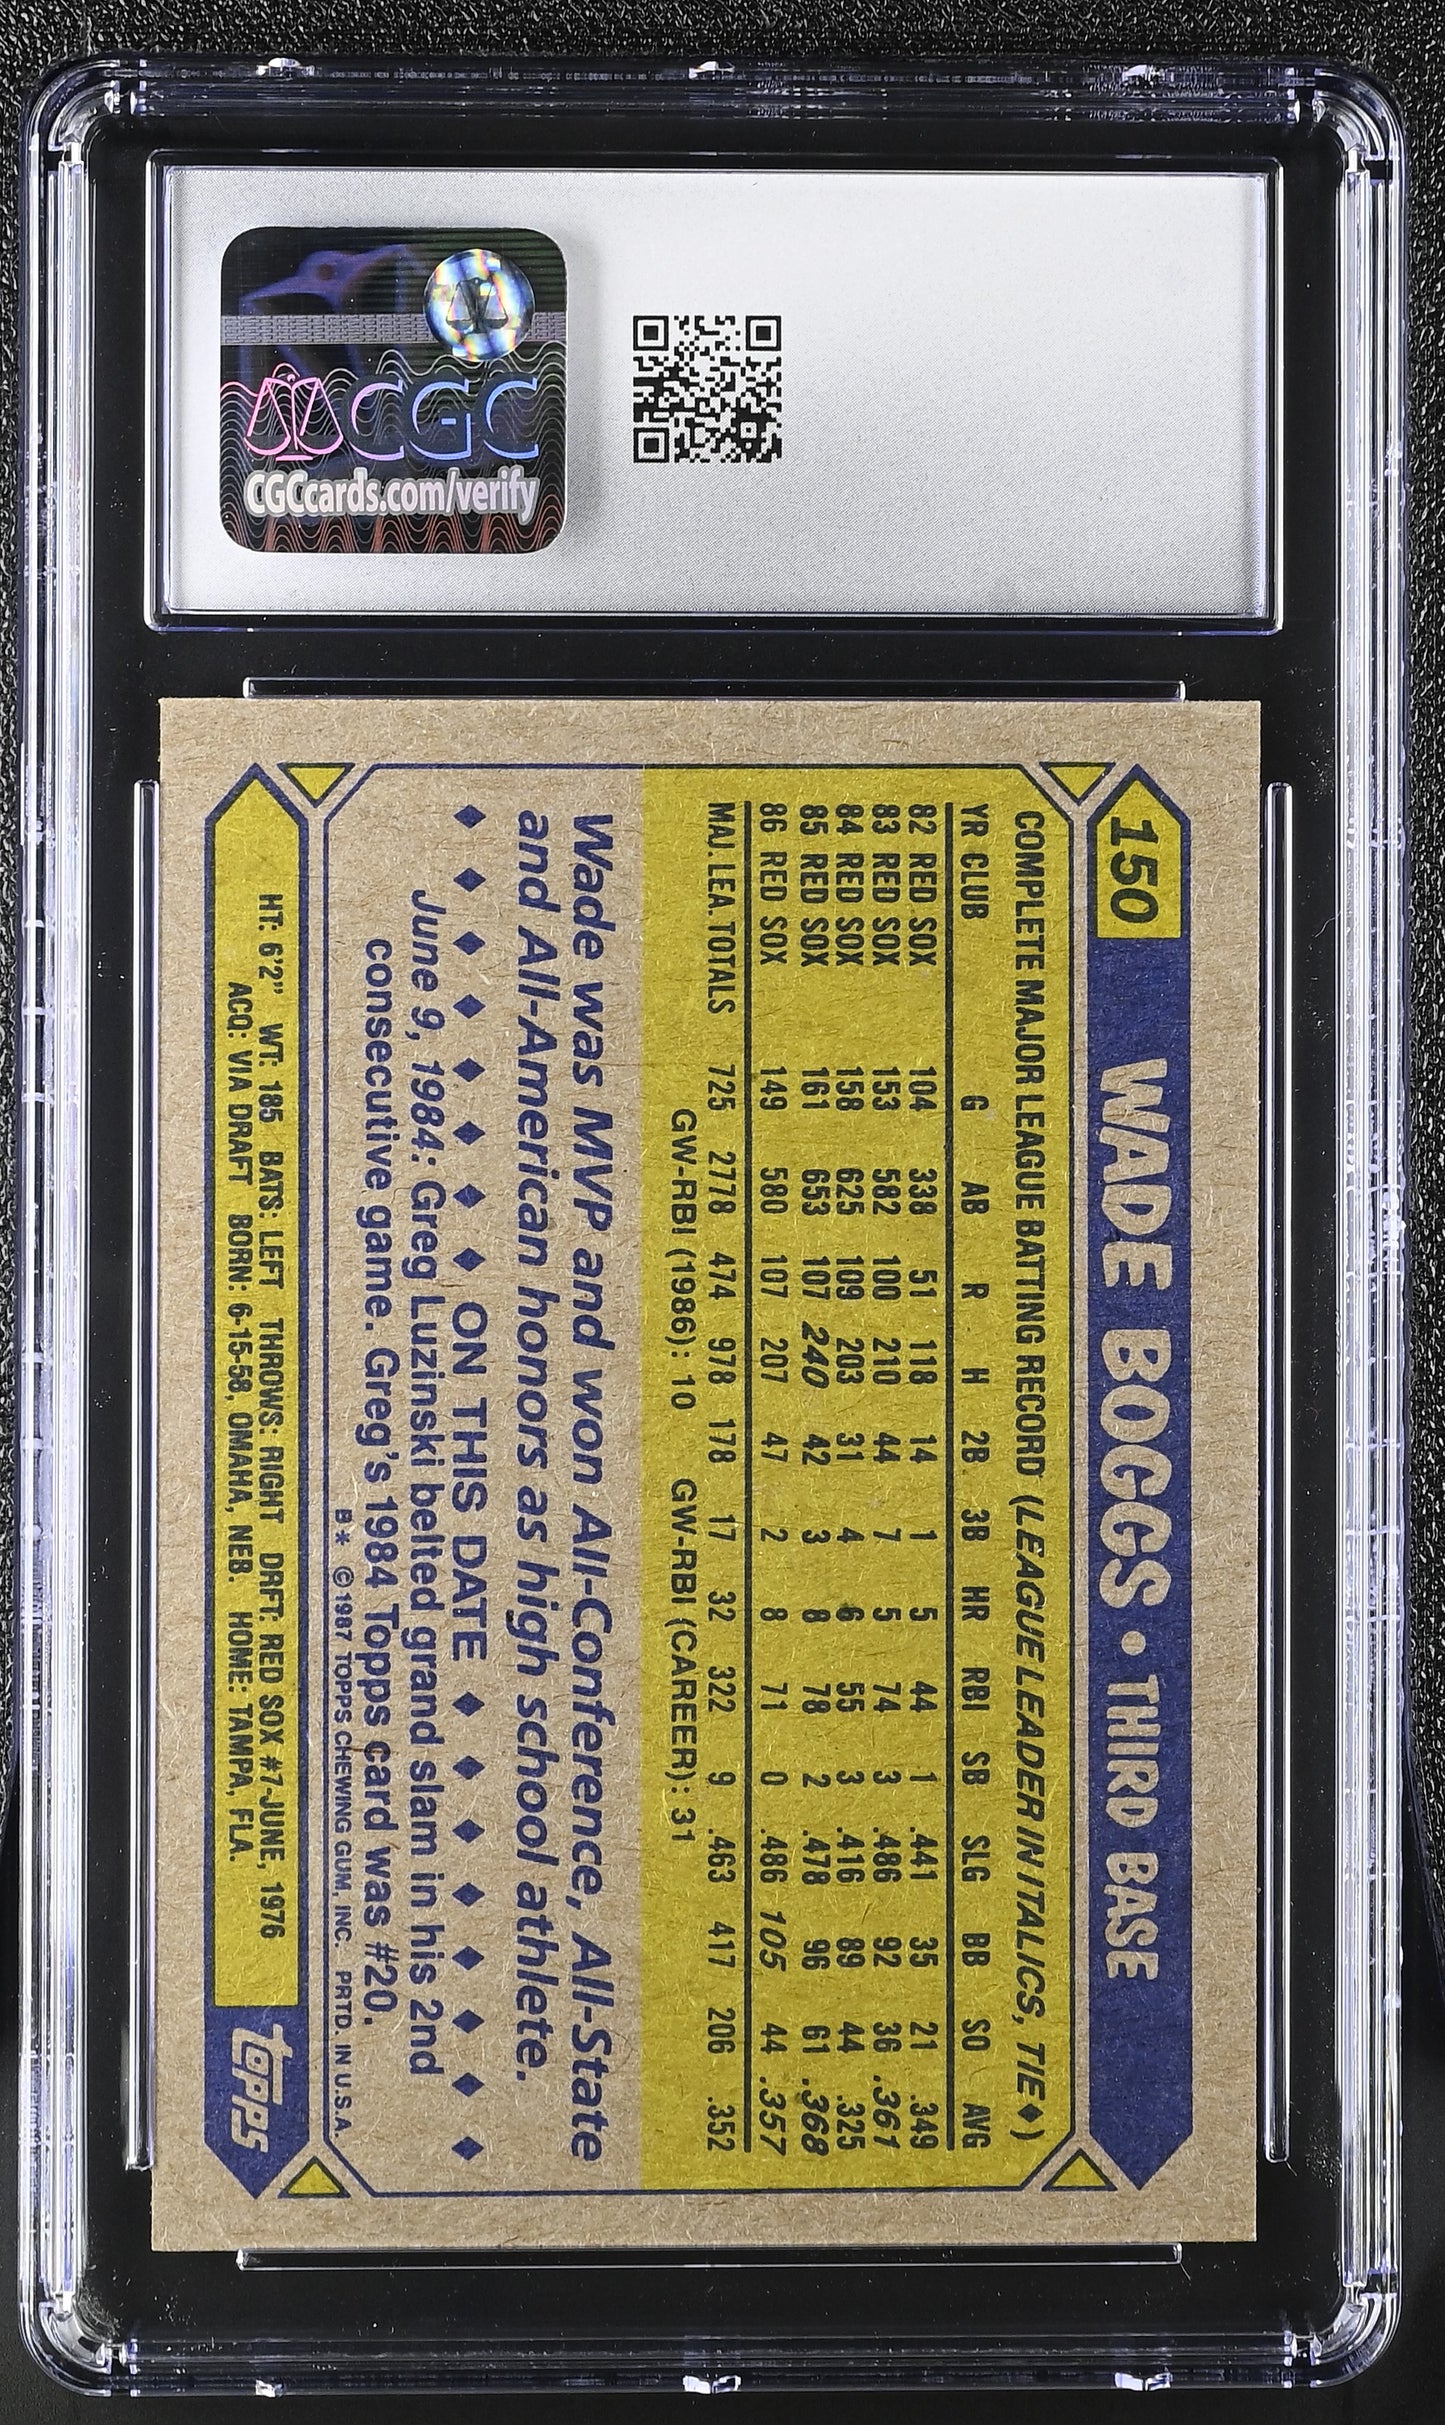 CGC
CGCcards.com/verify
150 WADE BOGGS • THIRD BASE
COMPLETE MAJOR LEAGUE BATTING RECORD (LEAGUE LEADER IN ITALICS, TIE♦)
YR CLUB G AB R H 2B 3B HR RBI SB SLG BB SO AVG
82 RED SOX 104 338 51 118 14 1 5 44 1 .441 35 21 .349
83 RED SOX 153 582 100 210 44 7 5 74 3 .486 92 36 .361
84 RED SOX 158 625 109 203 31 4 6 55 3 .416 89 44 .325
85 RED SOX 161 653 107 240 42 3 8 78 2 .478 96 61 .368
86 RED SOX 149 580 107 207 47 2 8 71 0 .486 105 44 .357
MAJ. LEA. TOTALS 725 2778 474 978 178 17 32 322 9 .463 417 206 .352
GW-RBI (1986): 10 GW-RBI (CAREER): 31
Wade was MVP and won All-Conference, All-State
and All-American honors as high school athlete.
♦ ♦ ♦ ♦ ♦ ♦ ♦ ♦ ON THIS DATE ♦ ♦ ♦ ♦ ♦ ♦ ♦ ♦
June 9, 1984: Greg Luzinski belted grand slam in his 2nd
consecutive game. Greg's 1984 Topps card was #20.
B* ©1987 TOPPS CHEWING GUM, INC. PRTD. IN U.S.A.
HT: 6'2" WT: 185 BATS: LEFT THROWS: RIGHT DRFT: RED SOX #7-JUNE, 1976
ACQ: VIA DRAFT BORN: 6-15-58, OMAHA, NEB. HOME: TAMPA, FLA.
topps